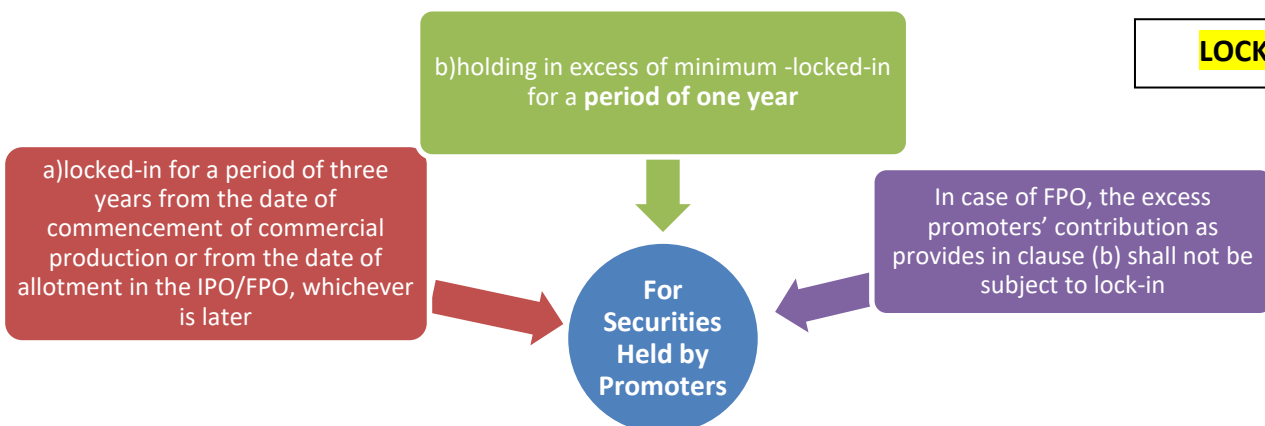 b)holding in excess of minimum -locked-in
for a period of one year
LOCK
a)locked-in for a period of three
years from the date of
commencement of commercial
production or from the date of
allotment in the IPO/FPO, whichever
is later
In case of FPO, the excess
promoters’ contribution as
provides in clause (b) shall not be
subject to lock-in
For
Securities
Held by
Promoters